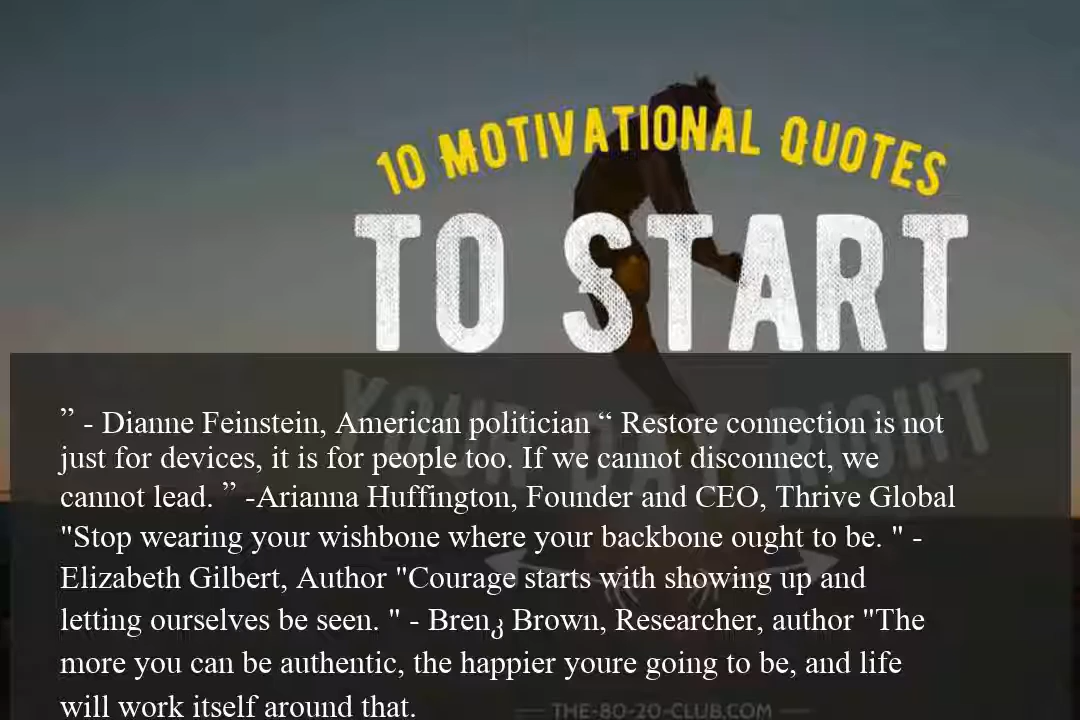 10 MOTIVATIONAL QUOTES
TO START
YOUR DAY RIGHT
” - Dianne Feinstein, American politician “ Restore connection is not
just for devices, it is for people too. If we cannot disconnect, we
cannot lead. ” -Arianna Huffington, Founder and CEO, Thrive Global
"Stop wearing your wishbone where your backbone ought to be. " -
Elizabeth Gilbert, Author "Courage starts with showing up and
letting ourselves be seen. " - Brenვ Brown, Researcher, author "The
more you can be authentic, the happier youre going to be, and life
will work itself around that.
THE-80-20-CLUB.COM